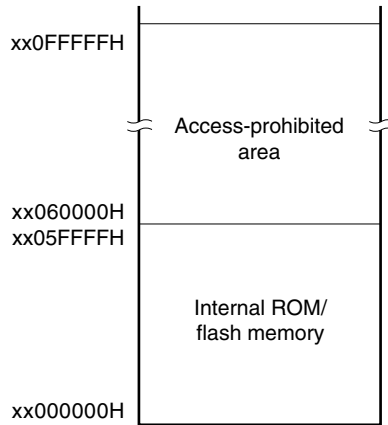 xx0FFFFFH
Access-prohibited
area
xx060000H
xx05FFFFH
Internal ROM/
flash memory
xx000000H